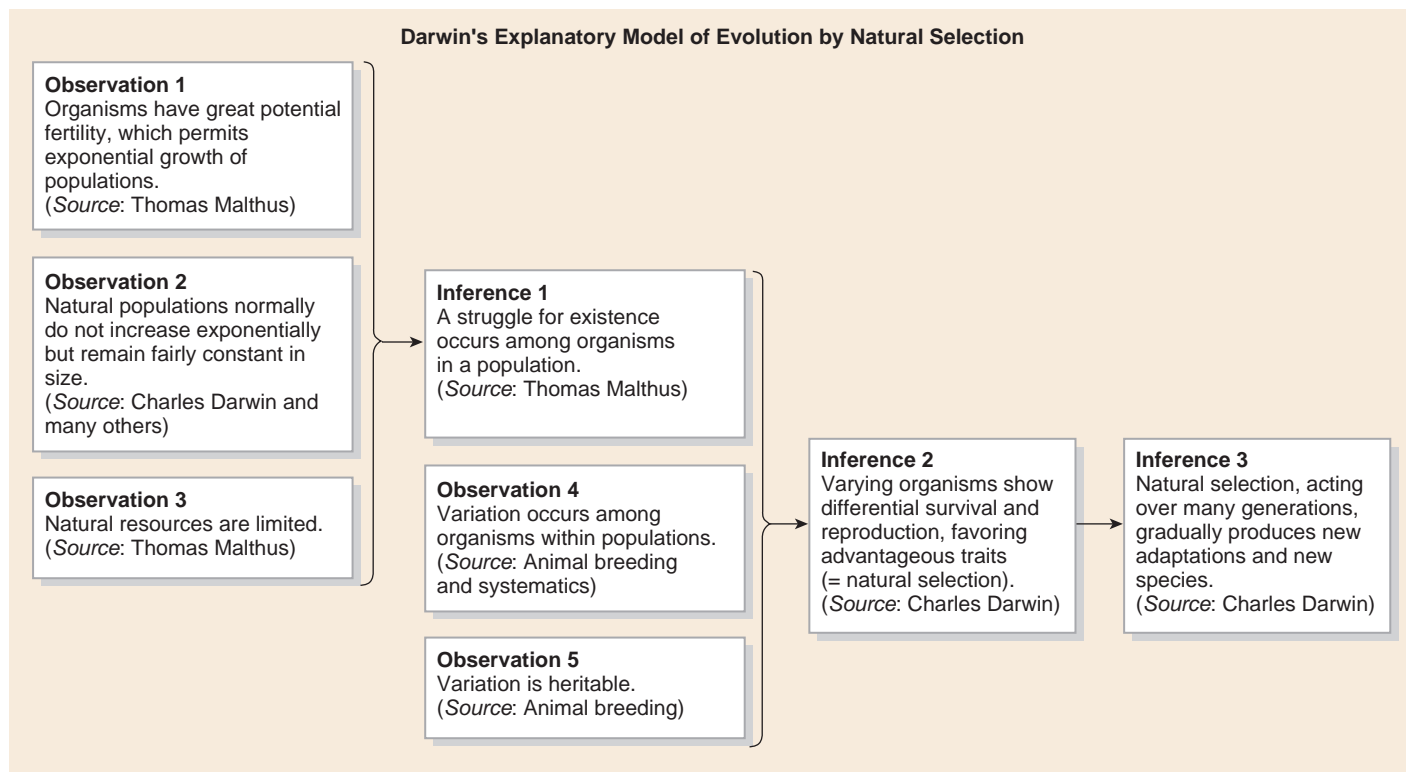 Darwin's Explanatory Model of Evolution by Natural Selection
Observation 1
Organisms have great potential
fertility, which permits
exponential growth of
populations.
(Source: Thomas Malthus)
Observation 2
Natural populations normally
do not increase exponentially
but remain fairly constant in
size.
(Source: Charles Darwin and
many others)
Observation 3
Natural resources are limited.
(Source: Thomas Malthus)
Inference 1
A struggle for existence
occurs among organisms
in a population.
(Source: Thomas Malthus)
Observation 4
Variation occurs among
organisms within populations.
(Source: Animal breeding
and systematics)
Observation 5
Variation is heritable.
(Source: Animal breeding)
Inference 2
Varying organisms show
differential survival and
reproduction, favoring
advantageous traits
(= natural selection).
(Source: Charles Darwin)
Inference 3
Natural selection, acting
over many generations,
gradually produces new
adaptations and new
species.
(Source: Charles Darwin)